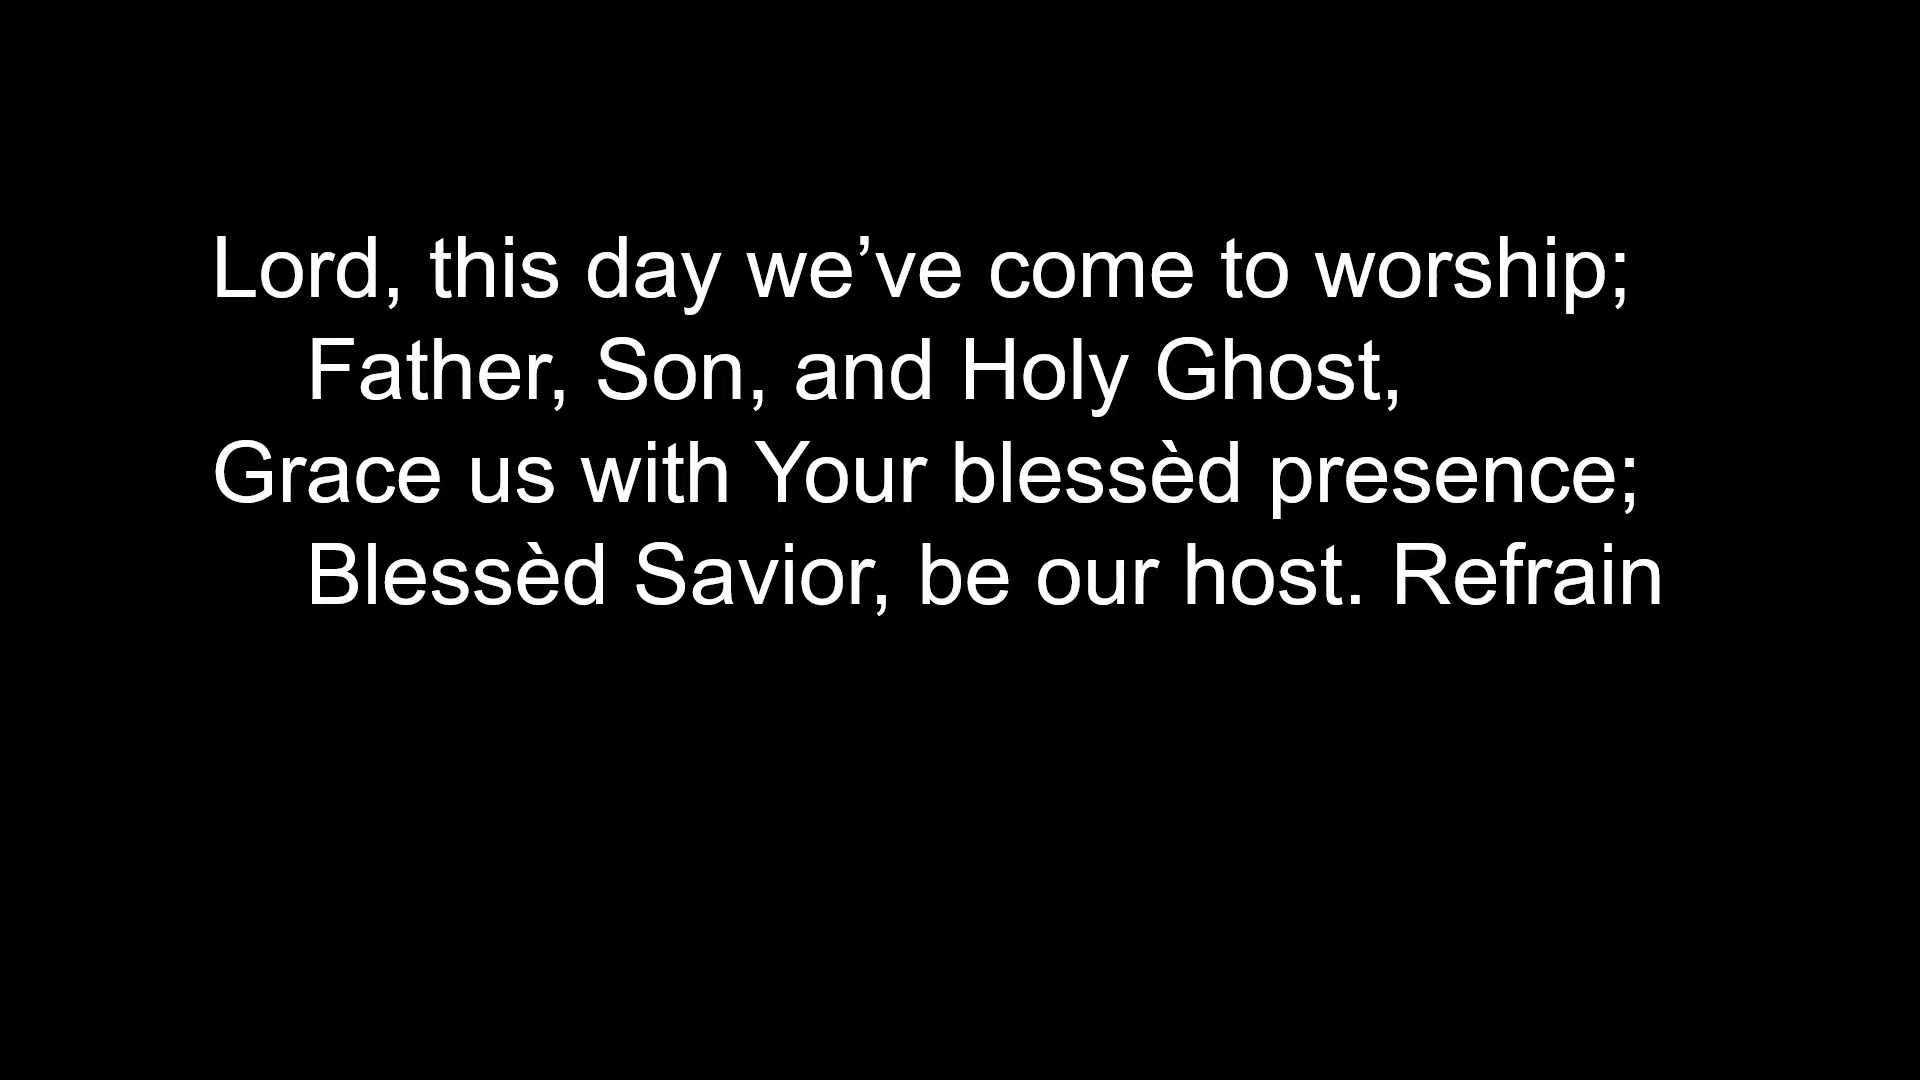 Lord, this day we’ve come to worship;
Father, Son, and Holy Ghost,
Grace us with Your blessèd presence;
Blessèd Savior, be our host. Refrain